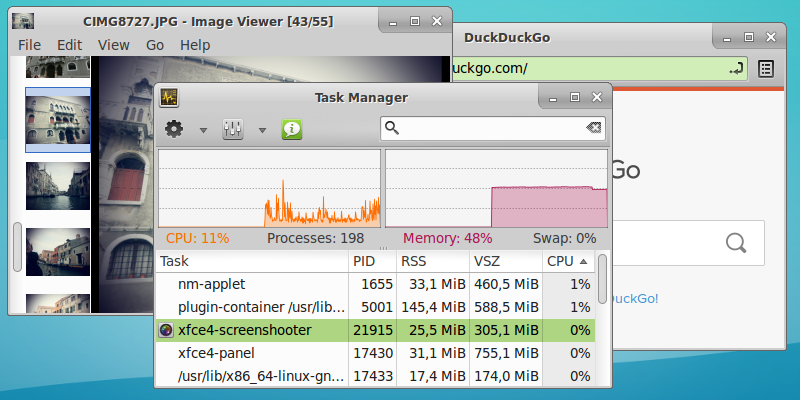 CIMG8727.JPG - Image Viewer [43/55]
File Edit View Go Help
DuckDuckGo
uckgo.com/
Go
DuckGo!
Task Manager
CPU: 11% Processes: 198 Memory: 48% Swap: 0%
Task PID RSS VSZ CPU
nm-applet 1655 33,1 MiB 460,5 MiB 1%
plugin-container /usr/lib... 5001 145,4 MiB 588,5 MiB 1%
xfce4-screenshooter 21915 25,5 MiB 305,1 MiB 0%
xfce4-panel 17430 31,1 MiB 755,1 MiB 0%
/usr/lib/x86_64-linux-gn... 17433 17,4 MiB 174,0 MiB 0%